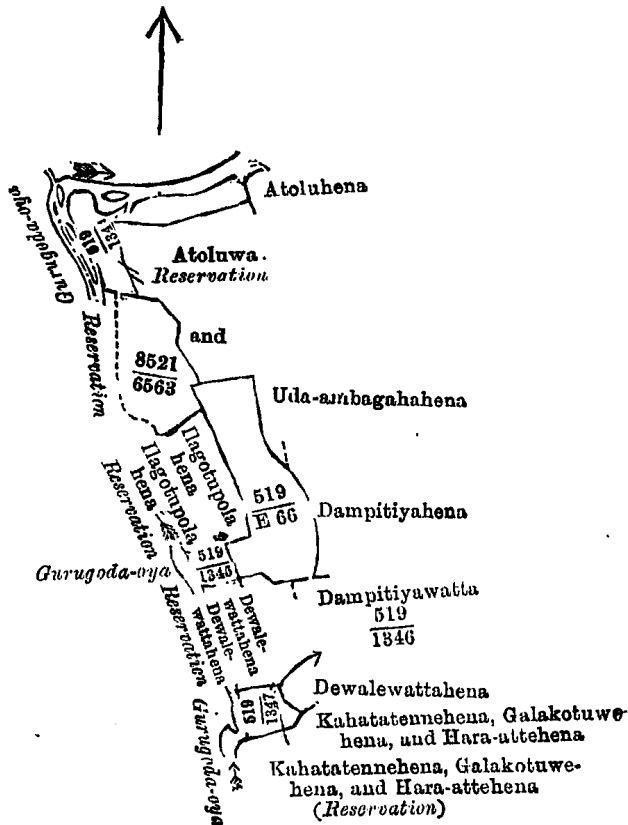 Atoluhena
Gurugoda-oya
134
519
Atoluwa.
Reservation
Reservation
and
8521
6563
Uda-ambagahahena
Ilagotupola
hena
Ilagotupola
hena
Reservation
519
E 66
Dampitiyahena
519
1345
Gurugoda-oya
Dampitiyawatta
519
1346
Dewale-
wattahena
Dewale-
wattahena
Reservation
Dewalewattahena
1347
519
Gurugoda-oya
Kahatatennehena, Galakotuwe-
hena, and Hara-attehena
Kahatatennehena, Galakotuwe-
hena, and Hara-attehena
(Reservation)